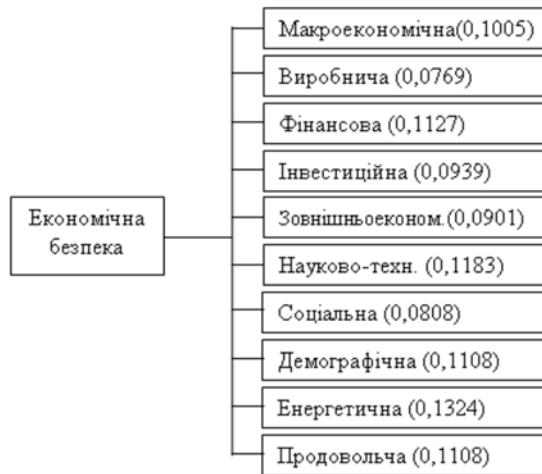 Макроекономічна(0,1005)
Виробнича (0,0769)
Фінансова (0,1127)
Інвестиційна (0,0939)
Економічна
безпека
Зовнішньоеконом.(0,0901)
Науково-техн. (0,1183)
Соціальна (0,0808)
Демографічна (0,1108)
Енергетична (0,1324)
Продовольча (0,1108)